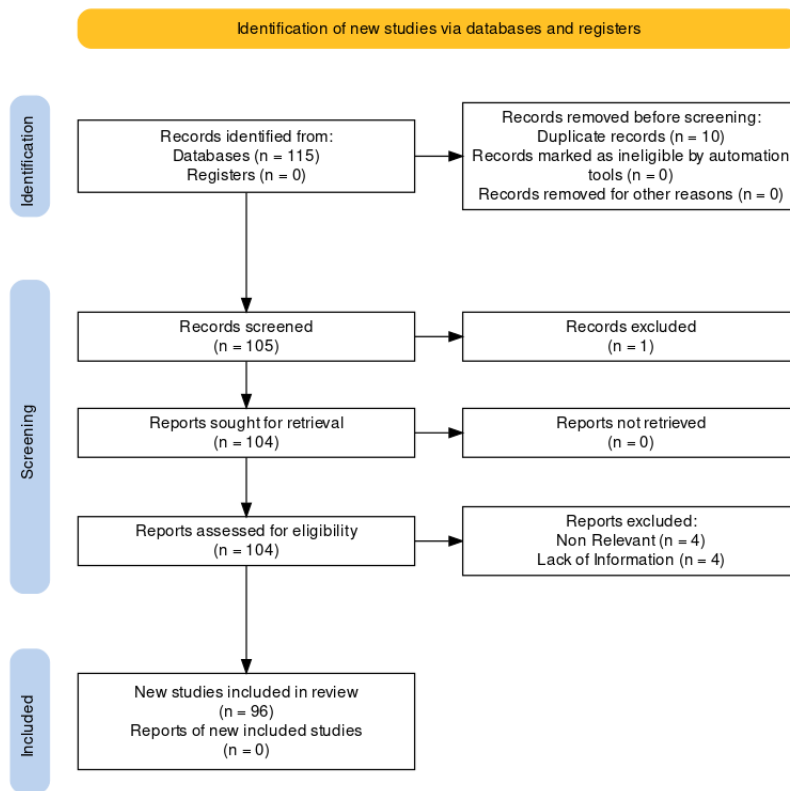 Identification of new studies via databases and registers
Identification
Records identified from:
Databases (n = 115)
Registers (n = 0)
Records removed before screening:
Duplicate records (n = 10)
Records marked as ineligible by automation
tools (n = 0)
Records removed for other reasons (n = 0)
Screening
Records screened
(n = 105)
Records excluded
(n = 1)
Reports sought for retrieval
(n = 104)
Reports not retrieved
(n = 0)
Reports assessed for eligibility
(n = 104)
Reports excluded:
Non Relevant (n = 4)
Lack of Information (n = 4)
Included
New studies included in review
(n = 96)
Reports of new included studies
(n = 0)